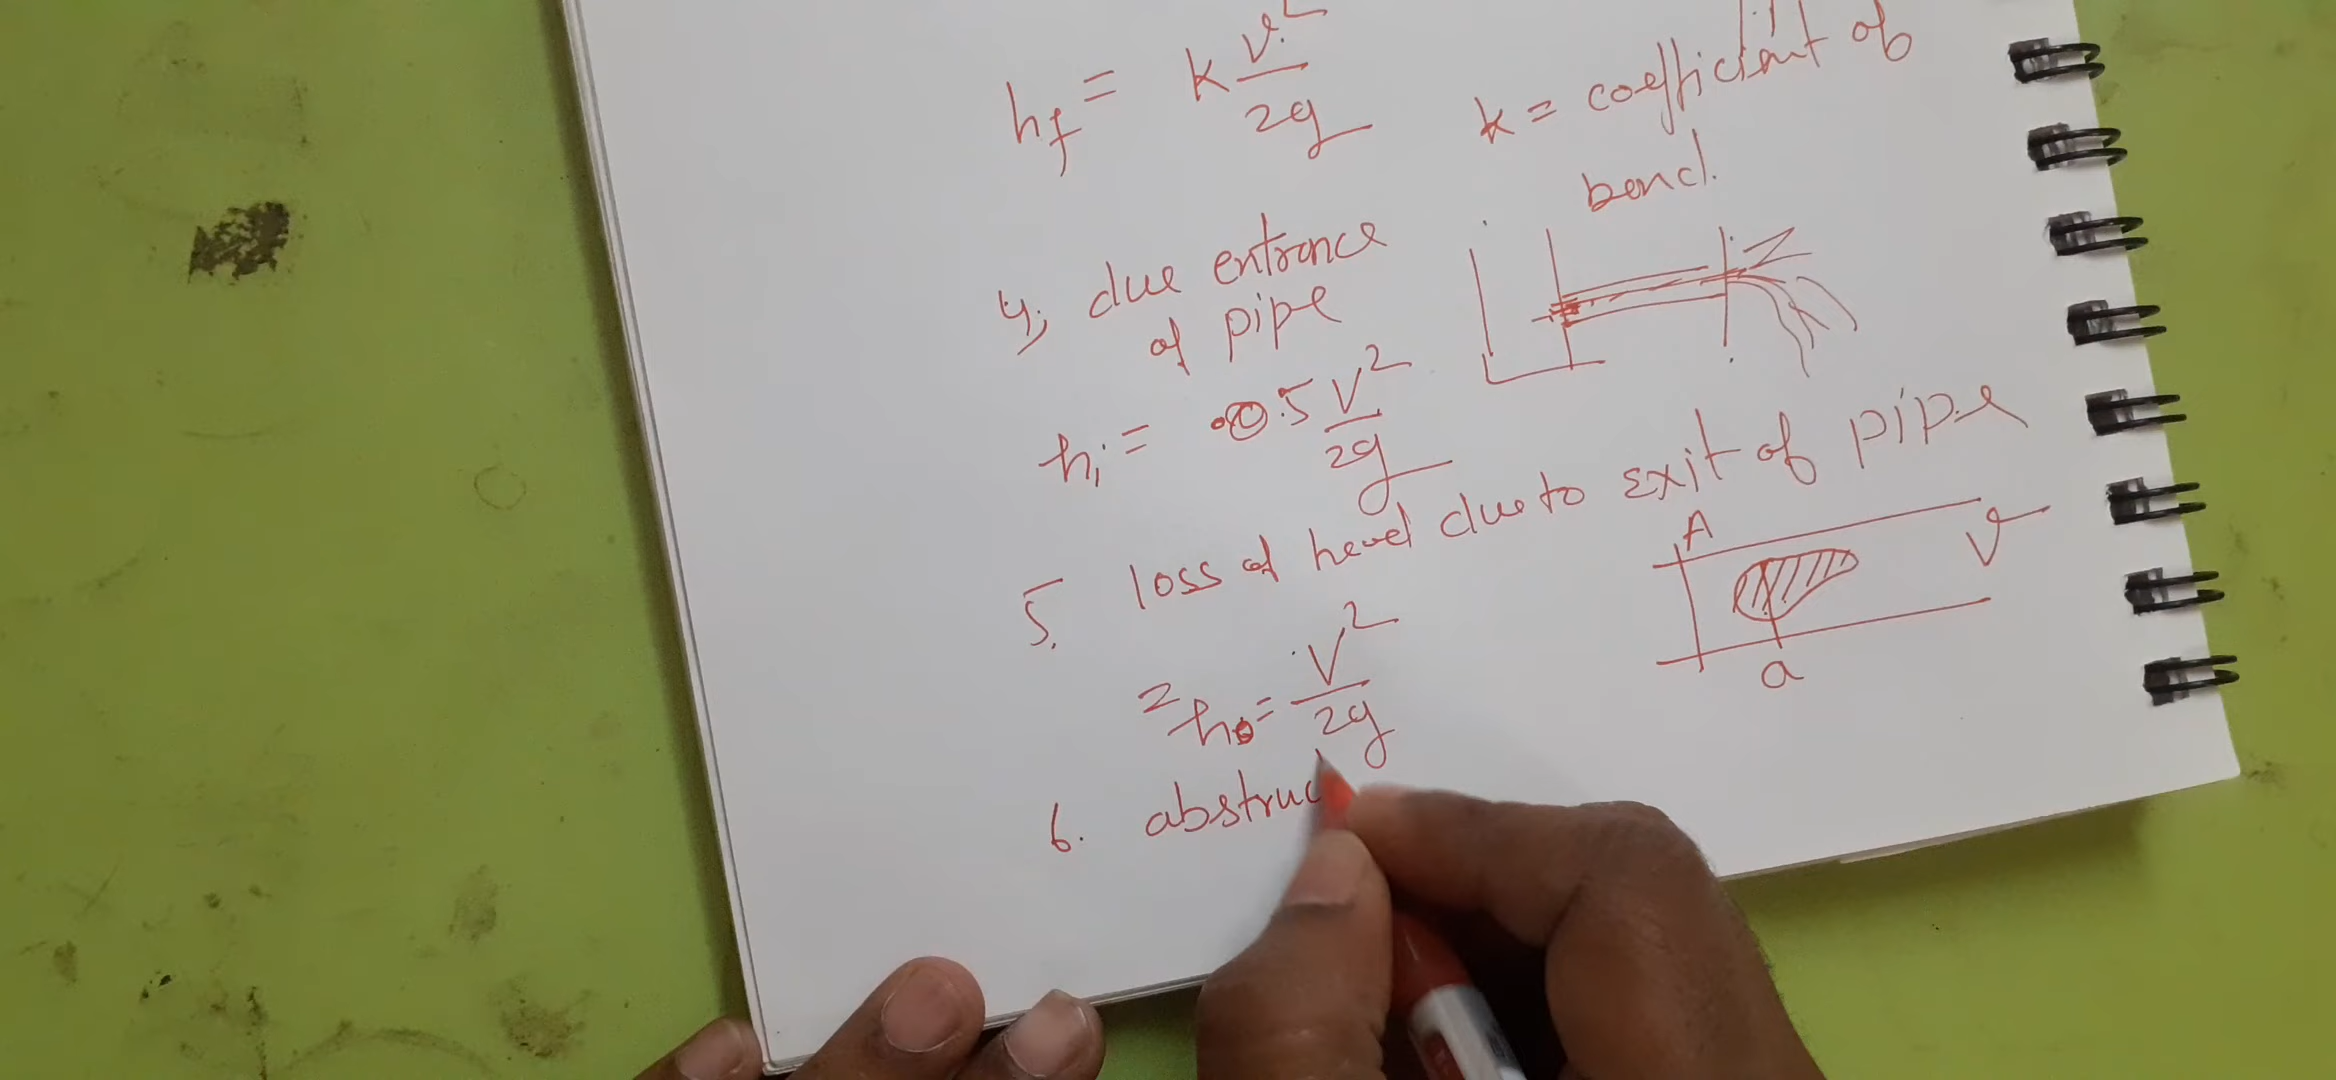 hf = k v²/2g
k = coefficient of
bend.
4; due entrance
of pipe
hi = 0.5 V²/2g
5. loss of head due to exit of pipe
A
V
a
ho = V²/2g
6. abstruc